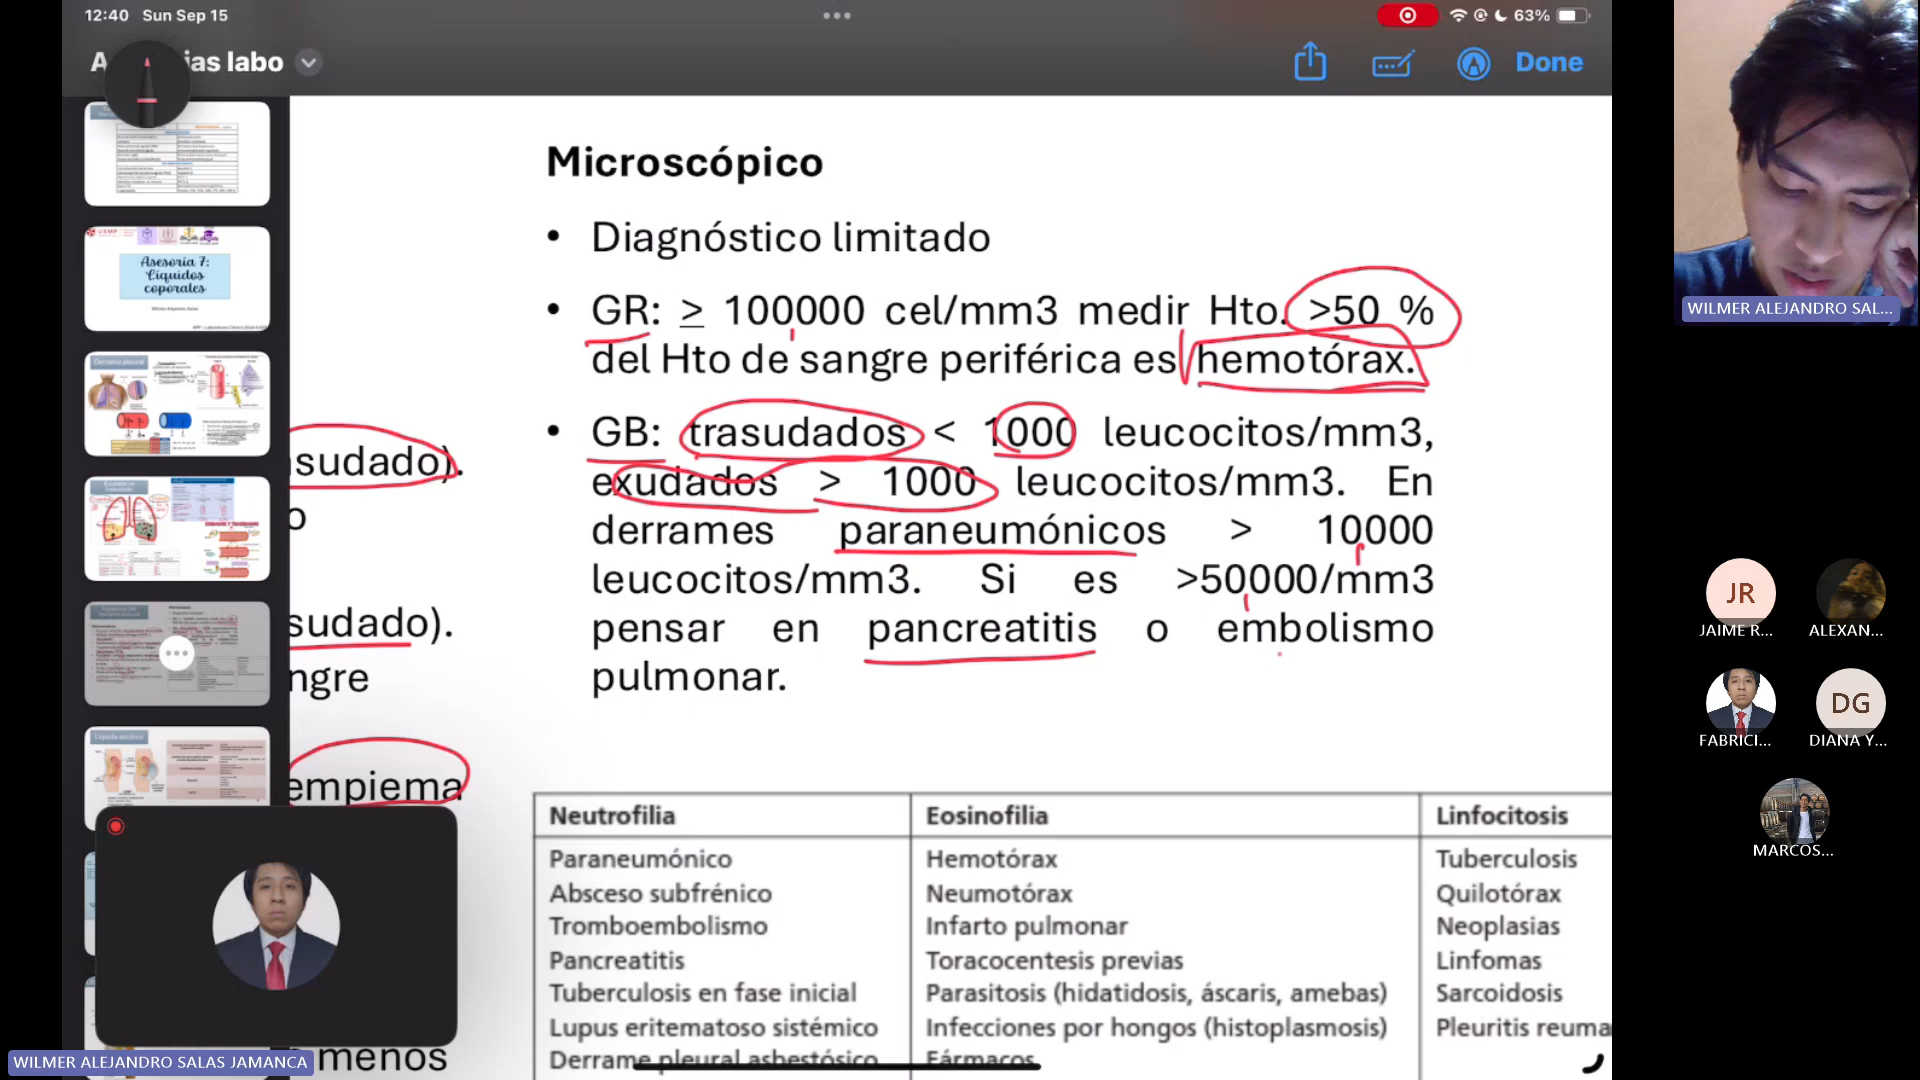 12:40 Sun Sep 15
63%
ias labo
Done
Asesoría 7:
Líquidos
coporales
sudado).
o
sudado).
ngre
empiema
menos
Microscópico
• Diagnóstico limitado
• GR: ≥ 100000 cel/mm3 medir Hto. >50 %
del Hto de sangre periférica es hemotórax.
• GB: trasudados < 1000 leucocitos/mm3,
exudados > 1000 leucocitos/mm3. En
derrames paraneumónicos > 10000
leucocitos/mm3. Si es >50000/mm3
pensar en pancreatitis o embolismo
pulmonar.
Neutrofilia Eosinofilia Linfocitosis
Paraneumónico Hemotórax Tuberculosis
Absceso subfrénico Neumotórax Quilotórax
Tromboembolismo Infarto pulmonar Neoplasias
Pancreatitis Toracocentesis previas Linfomas
Tuberculosis en fase inicial Parasitosis (hidatidosis, áscaris, amebas) Sarcoidosis
Lupus eritematoso sistémico Infecciones por hongos (histoplasmosis) Pleuritis reuma
Derrame pleural asbestósico Fármacos
WILMER ALEJANDRO SALAS JAMANCA
WILMER ALEJANDRO SAL...
JR
JAIME R...
ALEXAN...
FABRICI...
DG
DIANA Y...
MARCOS...